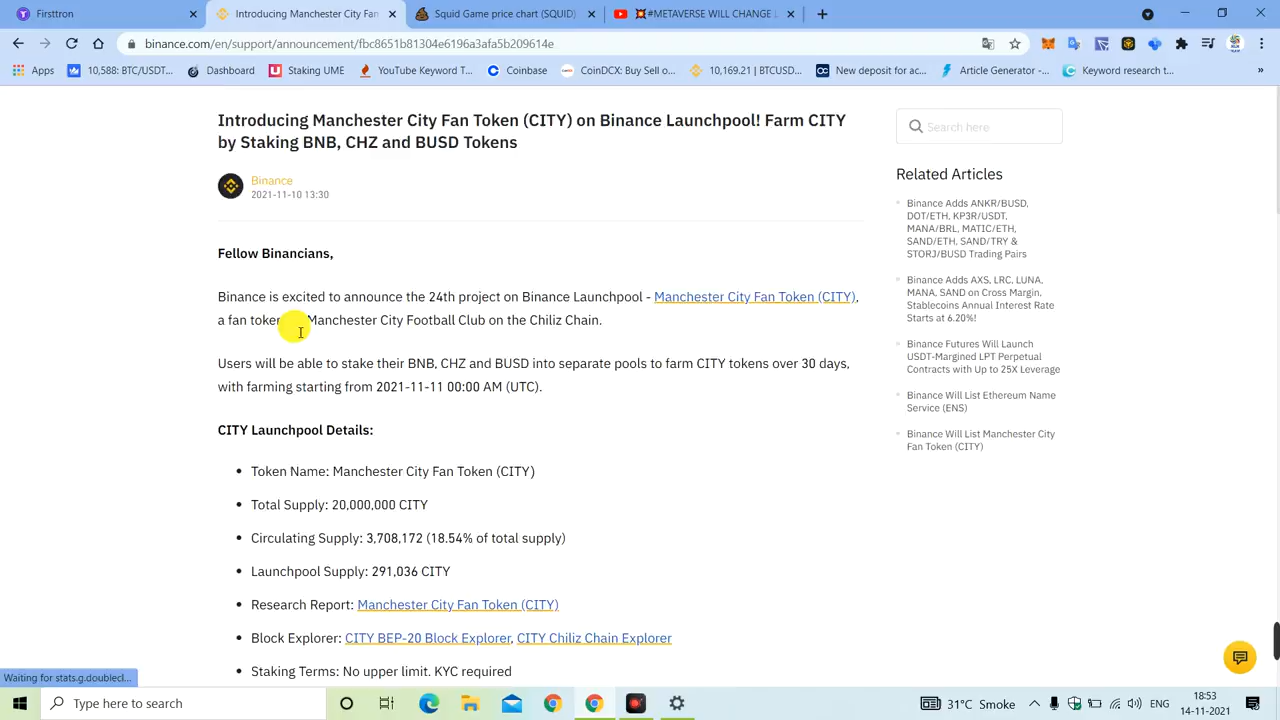 Firstrade
Introducing Manchester City Fan T
#METAVERSE WILL CHANGE
binance.com/en/support/announcement/fbc8651b81304e6196a3afa5b209614e
Apps
10,588: BTC/USDT...
Dashboard
Staking UME
YouTube Keyword T...
Coinbase
CoinDCX: Buy Sell o...
10,169.21 | BTCUSD...
New deposit for ac...
Article Generator -...
Keyword research t...
»
Introducing Manchester City Fan Token (CITY) on Binance Launchpool! Farm CITY
by Staking BNB, CHZ and BUSD Tokens
Binance
2021-11-10 13:30
Fellow Binancians,
Binance is excited to announce the 24th project on Binance Launchpool - Manchester City Fan Token (CITY),
a fan token Manchester City Football Club on the Chiliz Chain.
Users will be able to stake their BNB, CHZ and BUSD into separate pools to farm CITY tokens over 30 days,
with farming starting from 2021-11-11 00:00 AM (UTC).
CITY Launchpool Details:
• Token Name: Manchester City Fan Token (CITY)
• Total Supply: 20,000,000 CITY
• Circulating Supply: 3,708,172 (18.54% of total supply)
• Launchpool Supply: 291,036 CITY
• Research Report: Manchester City Fan Token (CITY)
• Block Explorer: CITY BEP-20 Block Explorer, CITY Chiliz Chain Explorer
• Staking Terms: No upper limit. KYC required
Search here
Related Articles
Binance Adds ANKR/BUSD,
DOT/ETH, KP3R/USDT,
MANA/BRL, MATIC/ETH,
SAND/ETH, SAND/TRY &
STORJ/BUSD Trading Pairs
Binance Adds AXS, LRC, LUNA,
MANA, SAND on Cross Margin,
Stablecoins Annual Interest Rate
Starts at 6.20%!
Binance Futures Will Launch
USDT-Margined LPT Perpetual
Contracts with Up to 25X Leverage
Binance Will List Ethereum Name
Service (ENS)
Binance Will List Manchester City
Fan Token (CITY)
Waiting for stats.g.doublecl...
Type here to search
31°C Smoke
ENG
18:53
14-11-2021